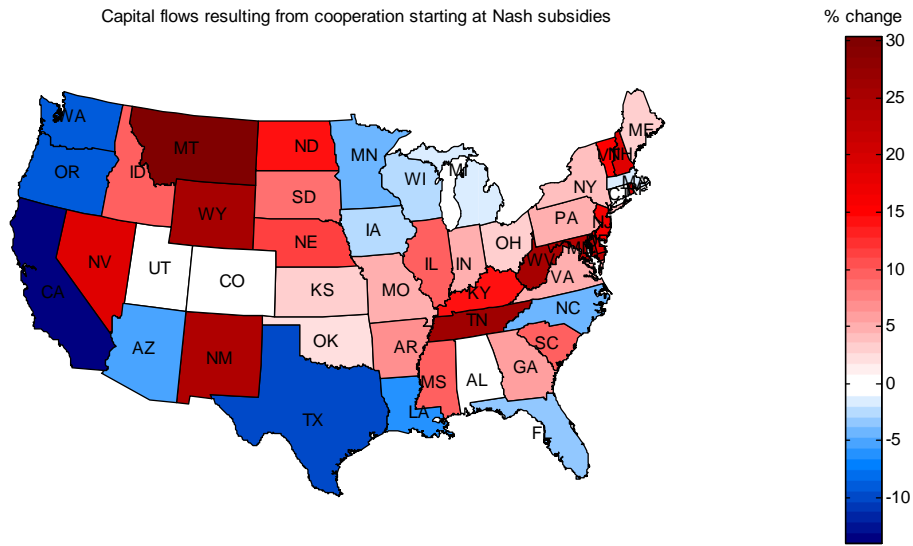 Capital flows resulting from cooperation starting at Nash subsidies
% change
30
25
20
15
10
5
0
-5
-10
WA
OR
CA
ID
NV
MT
WY
UT
AZ
CO
NM
ND
SD
NE
KS
OK
TX
MN
IA
MO
AR
LA
WI
IL
MS
MI
IN
KY
TN
AL
OH
WV
GA
SC
NC
VA
PA
NY
ME
NH
MA